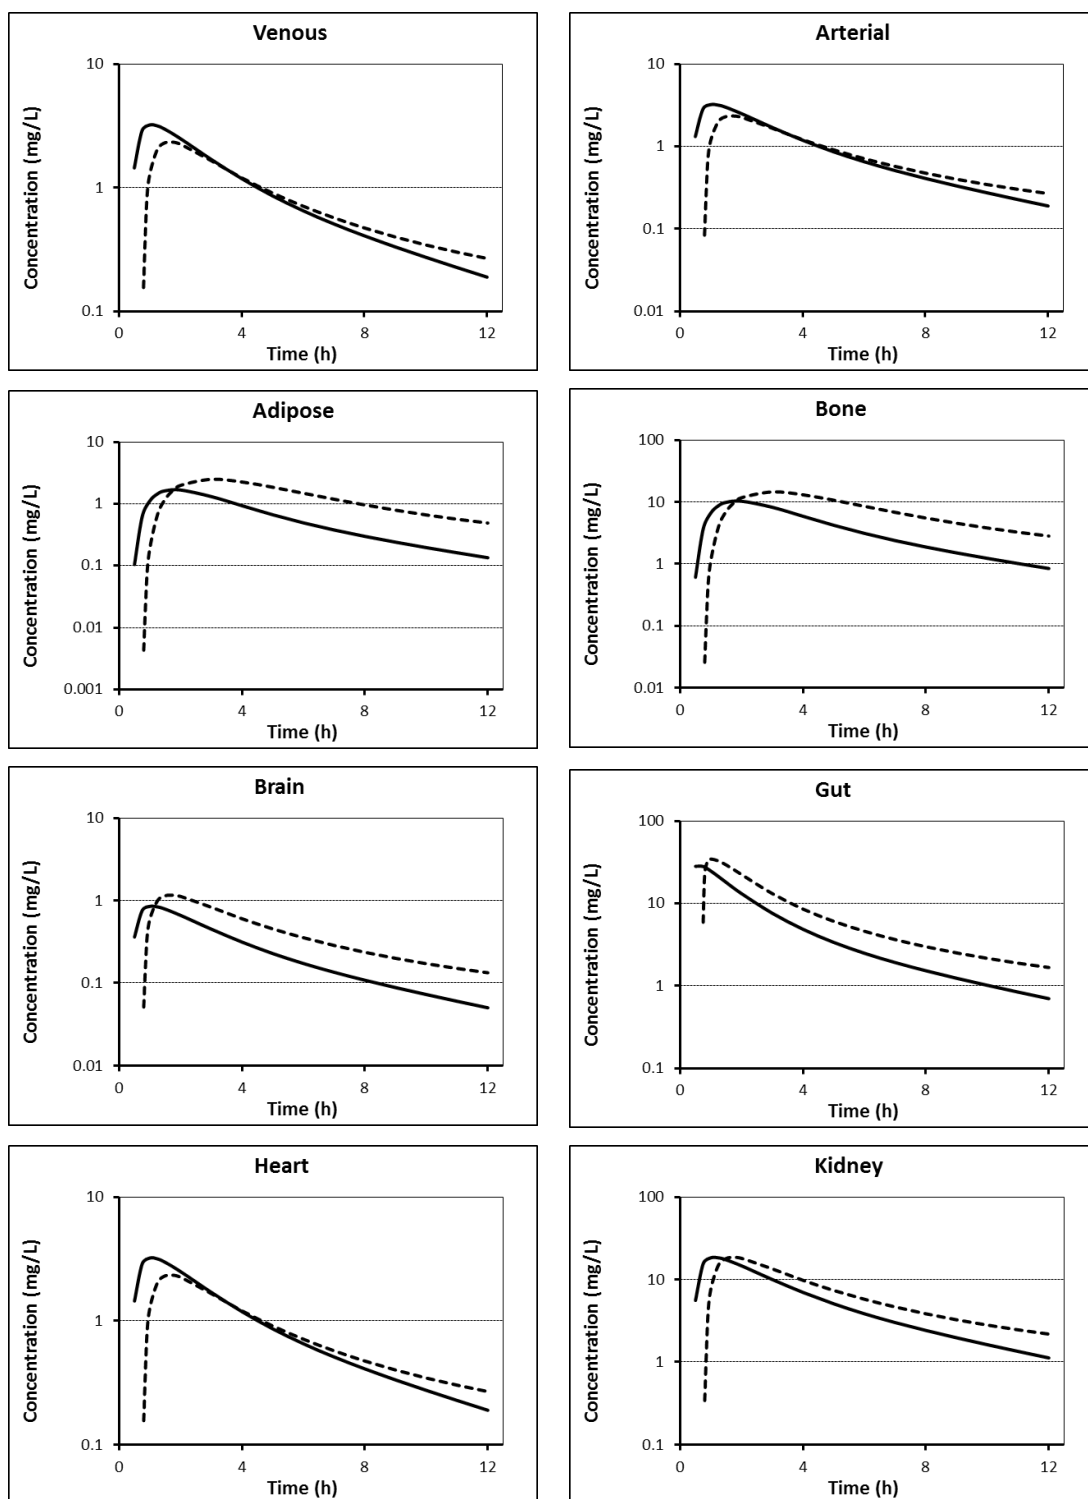 Venous
Concentration (mg/L)
10
1
0.1
0
4
8
12
Time (h)
Arterial
Concentration (mg/L)
10
1
0.1
0.01
0
4
8
12
Time (h)
Adipose
Concentration (mg/L)
10
1
0.1
0.01
0.001
0
4
8
12
Time (h)
Bone
Concentration (mg/L)
100
10
1
0.1
0.01
0
4
8
12
Time (h)
Brain
Concentration (mg/L)
10
1
0.1
0.01
0
4
8
12
Time (h)
Gut
Concentration (mg/L)
100
10
1
0.1
0
4
8
12
Time (h)
Heart
Concentration (mg/L)
10
1
0.1
0
4
8
12
Time (h)
Kidney
Concentration (mg/L)
100
10
1
0.1
0
4
8
12
Time (h)